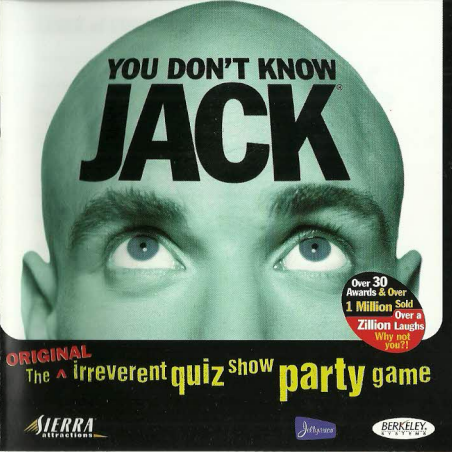 YOU DON'T KNOW
JACK®
Over 30
Awards & Over
1 Million Sold
Over a
Zillion Laughs
Why not
you?!
ORIGINAL
The ^ irreverent quiz show party game
SIERRA
attractions
Jellyvision
BERKELEY
SYSTEMS